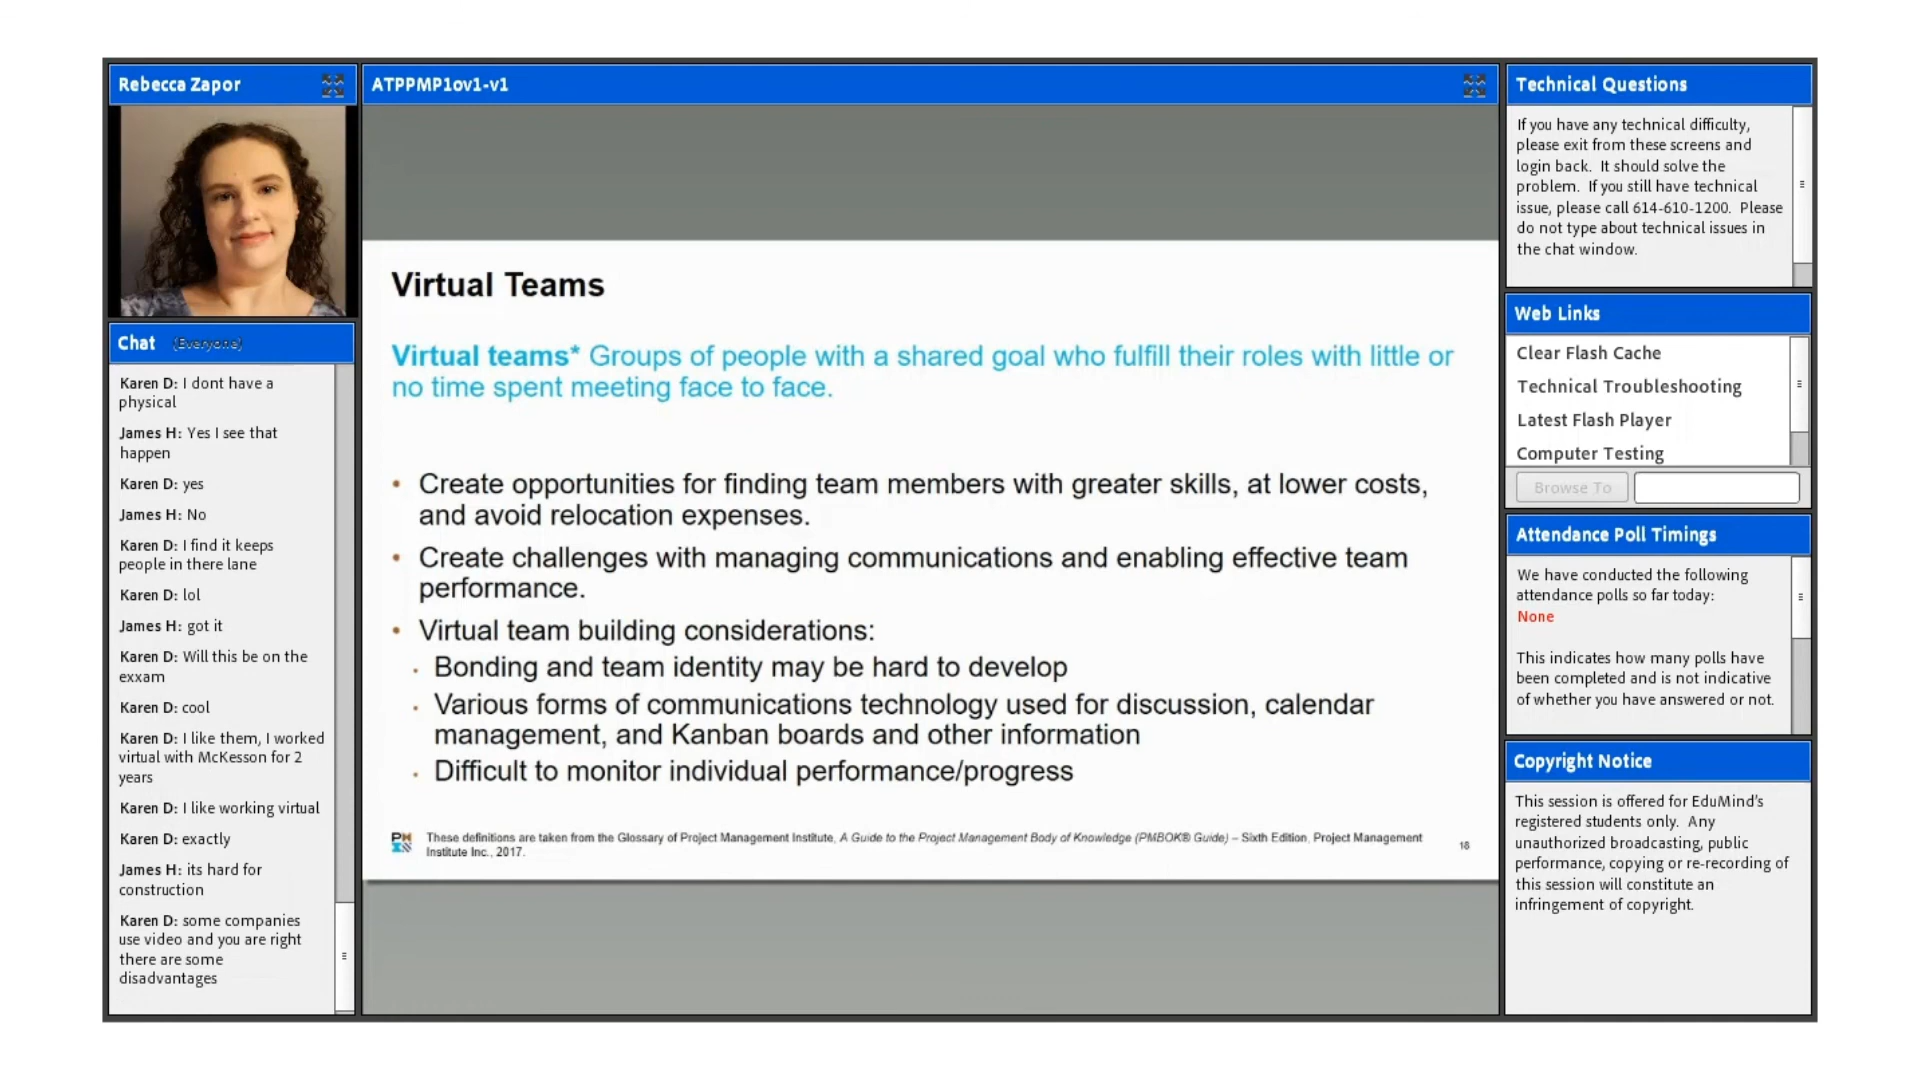 Rebecca Zapor
Chat (Everyone)
Karen D: I dont have a
physical
James H: Yes I see that
happen
Karen D: yes
James H: No
Karen D: I find it keeps
people in there lane
Karen D: lol
James H: got it
Karen D: Will this be on the
exxam
Karen D: cool
Karen D: I like them, I worked
virtual with McKesson for 2
years
Karen D: I like working virtual
Karen D: exactly
James H: its hard for
construction
Karen D: some companies
use video and you are right
there are some
disadvantages
ATPPMP1ov1-v1
Virtual Teams
Virtual teams* Groups of people with a shared goal who fulfill their roles with little or
no time spent meeting face to face.
• Create opportunities for finding team members with greater skills, at lower costs,
and avoid relocation expenses.
• Create challenges with managing communications and enabling effective team
performance.
• Virtual team building considerations:
• Bonding and team identity may be hard to develop
• Various forms of communications technology used for discussion, calendar
management, and Kanban boards and other information
• Difficult to monitor individual performance/progress
These definitions are taken from the Glossary of Project Management Institute, A Guide to the Project Management Body of Knowledge (PMBOK® Guide) – Sixth Edition, Project Management
Institute Inc., 2017.
18
Technical Questions
If you have any technical difficulty,
please exit from these screens and
login back. It should solve the
problem. If you still have technical
issue, please call 614-610-1200. Please
do not type about technical issues in
the chat window.
Web Links
Clear Flash Cache
Technical Troubleshooting
Latest Flash Player
Computer Testing
Browse To
Attendance Poll Timings
We have conducted the following
attendance polls so far today:
None
This indicates how many polls have
been completed and is not indicative
of whether you have answered or not.
Copyright Notice
This session is offered for EduMind's
registered students only. Any
unauthorized broadcasting, public
performance, copying or re-recording of
this session will constitute an
infringement of copyright.